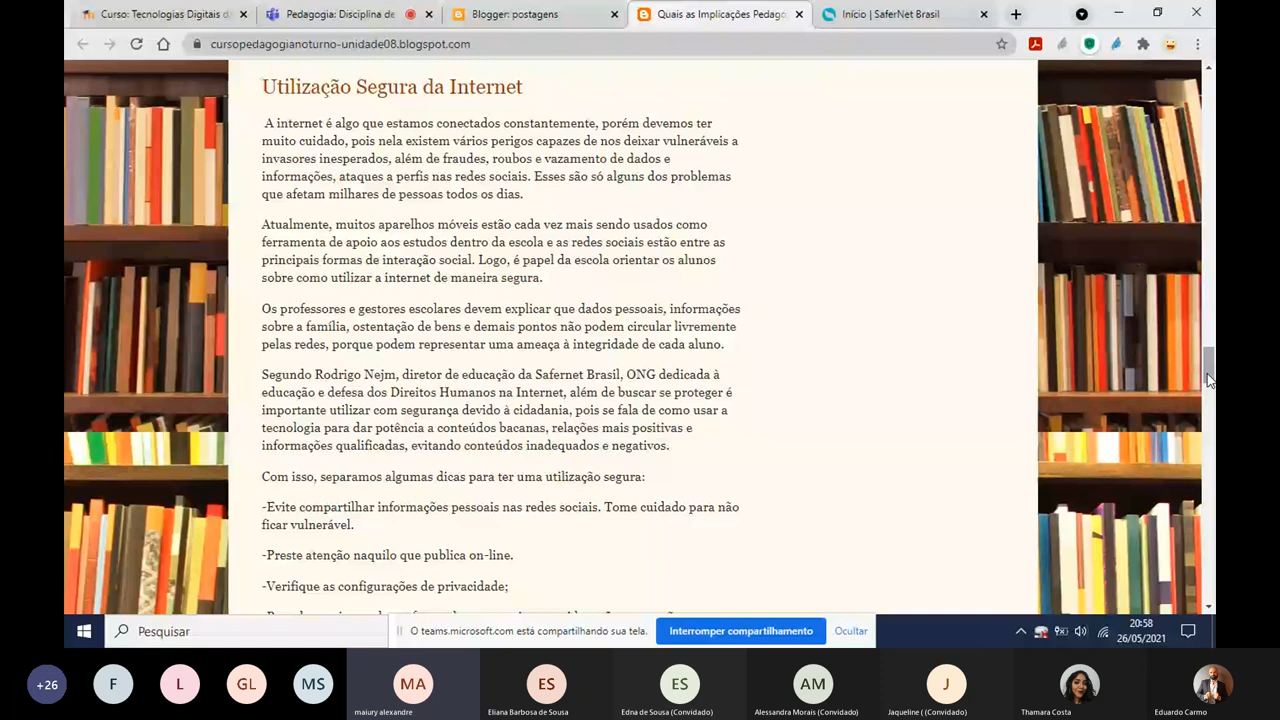 Curso: Tecnologias Digitais da
Pedagogia: Disciplina de
Blogger: postagens
Quais as Implicações Pedago
Início | SaferNet Brasil
cursopedagogianoturno-unidade08.blogspot.com
Utilização Segura da Internet
A internet é algo que estamos conectados constantemente, porém devemos ter
muito cuidado, pois nela existem vários perigos capazes de nos deixar vulneráveis a
invasores inesperados, além de fraudes, roubos e vazamento de dados e
informações, ataques a perfis nas redes sociais. Esses são só alguns dos problemas
que afetam milhares de pessoas todos os dias.
Atualmente, muitos aparelhos móveis estão cada vez mais sendo usados como
ferramenta de apoio aos estudos dentro da escola e as redes sociais estão entre as
principais formas de interação social. Logo, é papel da escola orientar os alunos
sobre como utilizar a internet de maneira segura.
Os professores e gestores escolares devem explicar que dados pessoais, informações
sobre a família, ostentação de bens e demais pontos não podem circular livremente
pelas redes, porque podem representar uma ameaça à integridade de cada aluno.
Segundo Rodrigo Nejm, diretor de educação da Safernet Brasil, ONG dedicada à
educação e defesa dos Direitos Humanos na Internet, além de buscar se proteger é
importante utilizar com segurança devido à cidadania, pois se fala de como usar a
tecnologia para dar potência a conteúdos bacanas, relações mais positivas e
informações qualificadas, evitando conteúdos inadequados e negativos.
Com isso, separamos algumas dicas para ter uma utilização segura:
-Evite compartilhar informações pessoais nas redes sociais. Tome cuidado para não
ficar vulnerável.
-Preste atenção naquilo que publica on-line.
-Verifique as configurações de privacidade;
Pesquisar
O teams.microsoft.com está compartilhando sua tela.
Interromper compartilhamento
Ocultar
20:58
26/05/2021
+26
F
L
GL
MS
MA
maiury alexandre
ES
Eliana Barbosa de Sousa
ES
Edna de Sousa (Convidado)
AM
Alessandra Morais (Convidado)
J
Jaqueline ( (Convidado)
Thamara Costa
Eduardo Carmo